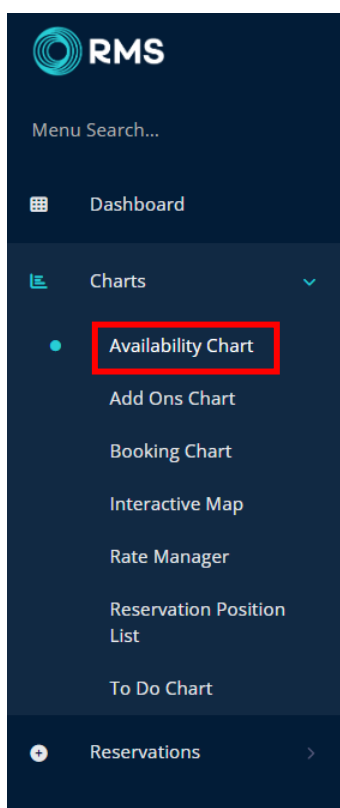 RMS
Menu Search...
Dashboard
Charts
Availability Chart
Add Ons Chart
Booking Chart
Interactive Map
Rate Manager
Reservation Position
List
To Do Chart
Reservations